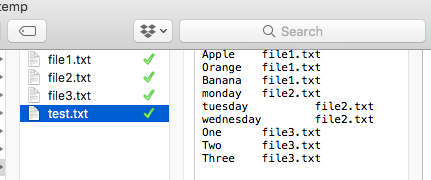 temp
Search
file1.txt
file2.txt
file3.txt
test.txt
Apple file1.txt
Orange file1.txt
Banana file1.txt
monday file2.txt
tuesday file2.txt
wednesday file2.txt
One file3.txt
Two file3.txt
Three file3.txt